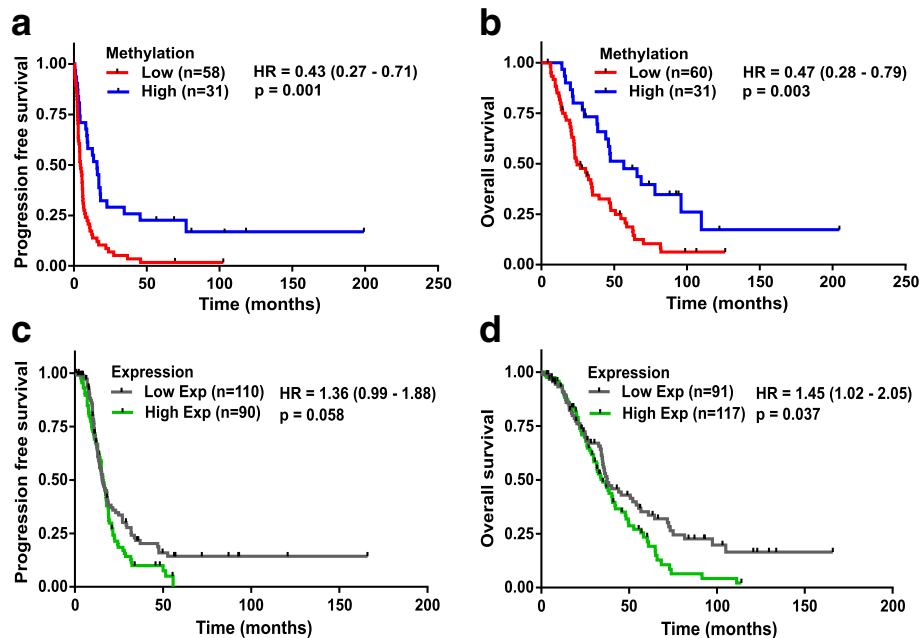 a
Methylation
Low (n=58)
High (n=31)
HR = 0.43 (0.27 - 0.71)
p = 0.001
Progression free survival
1.00
0.75
0.50
0.25
0.00
0
50
100
150
200
250
Time (months)
b
Methylation
Low (n=60)
High (n=31)
HR = 0.47 (0.28 - 0.79)
p = 0.003
Overall survival
1.00
0.75
0.50
0.25
0.00
0
50
100
150
200
250
Time (months)
c
Expression
Low Exp (n=110)
High Exp (n=90)
HR = 1.36 (0.99 - 1.88)
p = 0.058
Progression free survival
1.00
0.75
0.50
0.25
0.00
0
50
100
150
200
Time (months)
d
Expression
Low Exp (n=91)
High Exp (n=117)
HR = 1.45 (1.02 - 2.05)
p = 0.037
Overall survival
1.00
0.75
0.50
0.25
0.00
0
50
100
150
200
Time (months)